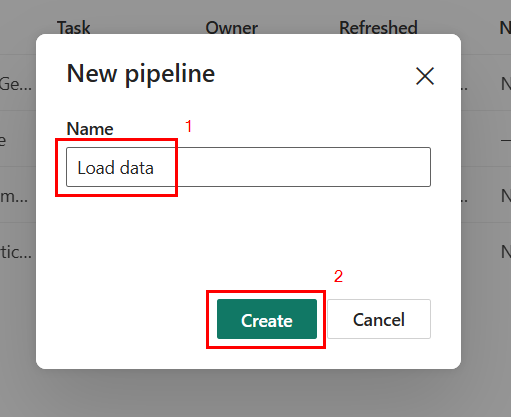 Task Owner Refreshed N
New pipeline
Name 1
Load data
Ge...
e
m...
tic...
2
Create Cancel